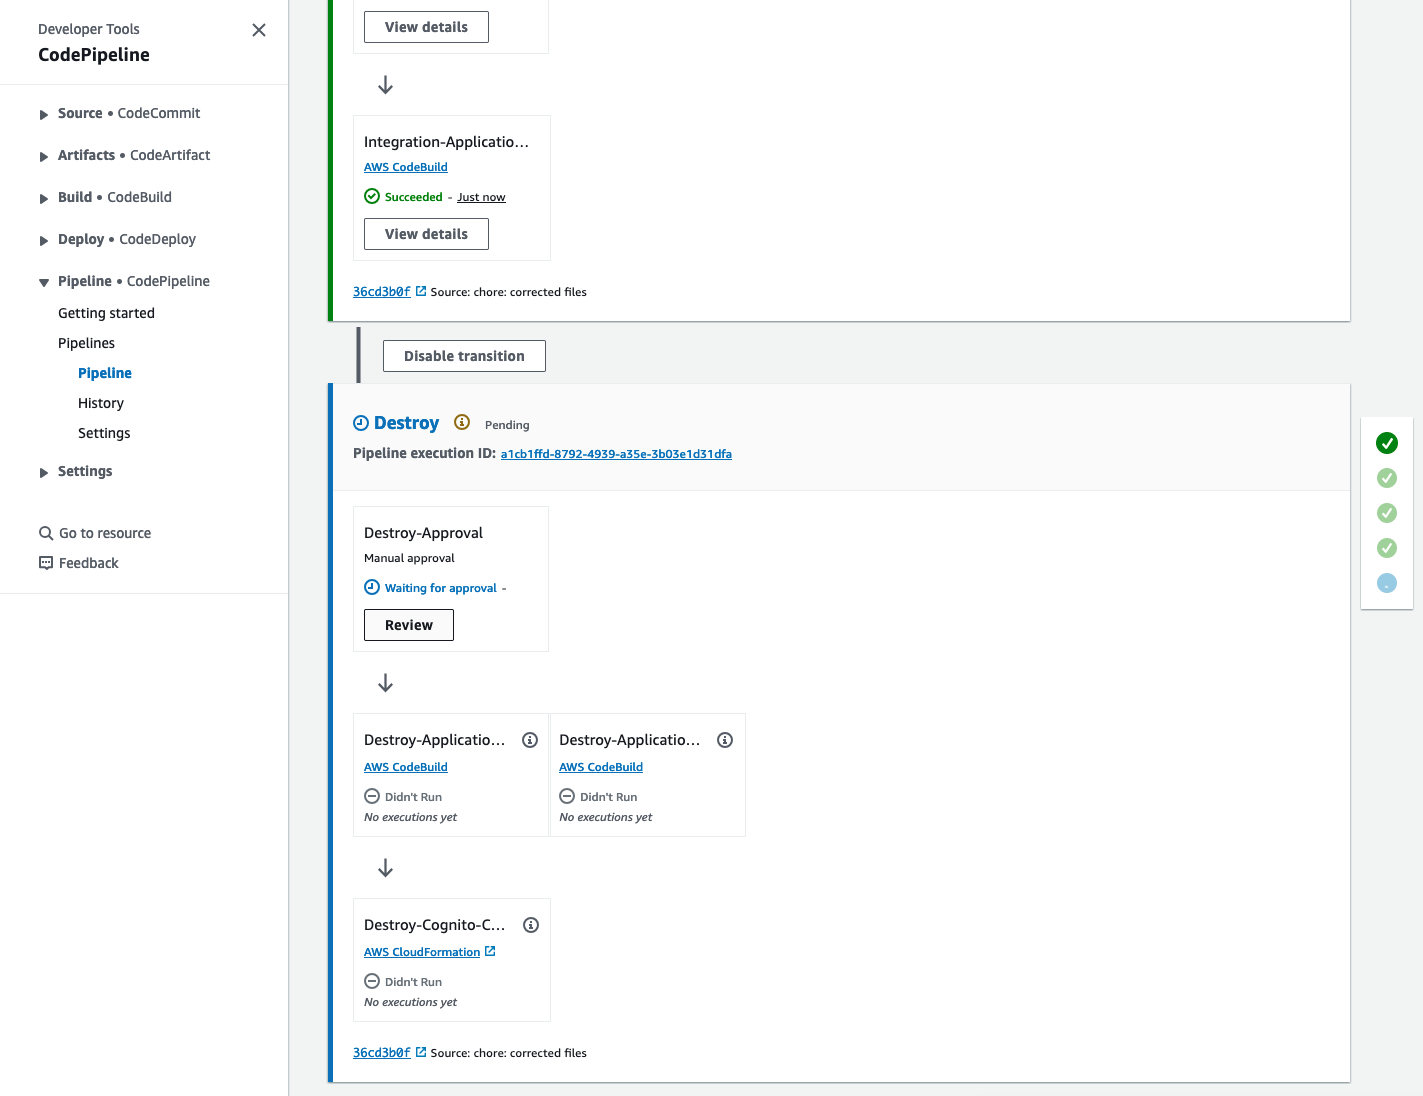 Developer Tools
CodePipeline
Source • CodeCommit
Artifacts • CodeArtifact
Build • CodeBuild
Deploy • CodeDeploy
Pipeline • CodePipeline
Getting started
Pipelines
Pipeline
History
Settings
Settings
Go to resource
Feedback
View details
Integration-Applicatio...
AWS CodeBuild
Succeeded - Just now
View details
36cd3b0f Source: chore: corrected files
Disable transition
Destroy Pending
Pipeline execution ID: a1cb1ffd-8792-4939-a35e-3b03e1d31dfa
Destroy-Approval
Manual approval
Waiting for approval -
Review
Destroy-Applicatio...
AWS CodeBuild
Didn't Run
No executions yet
Destroy-Applicatio...
AWS CodeBuild
Didn't Run
No executions yet
Destroy-Cognito-C...
AWS CloudFormation
Didn't Run
No executions yet
36cd3b0f Source: chore: corrected files